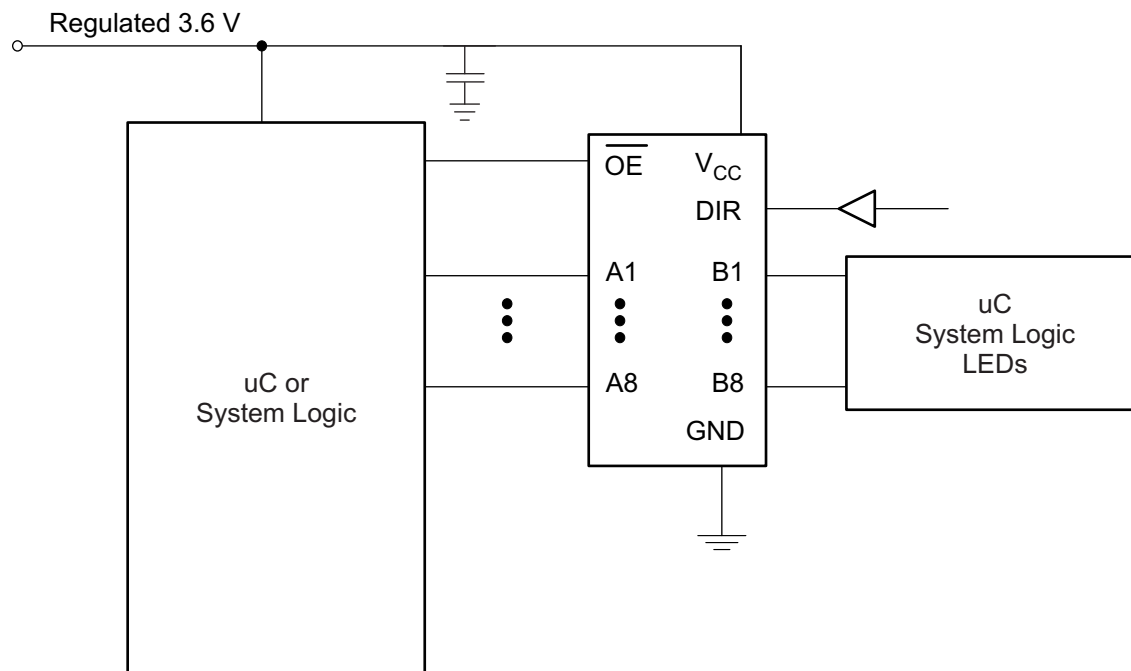 Regulated 3.6 V
OE VCC
DIR
A1 B1
A8 B8
GND
uC or
System Logic
uC
System Logic
LEDs